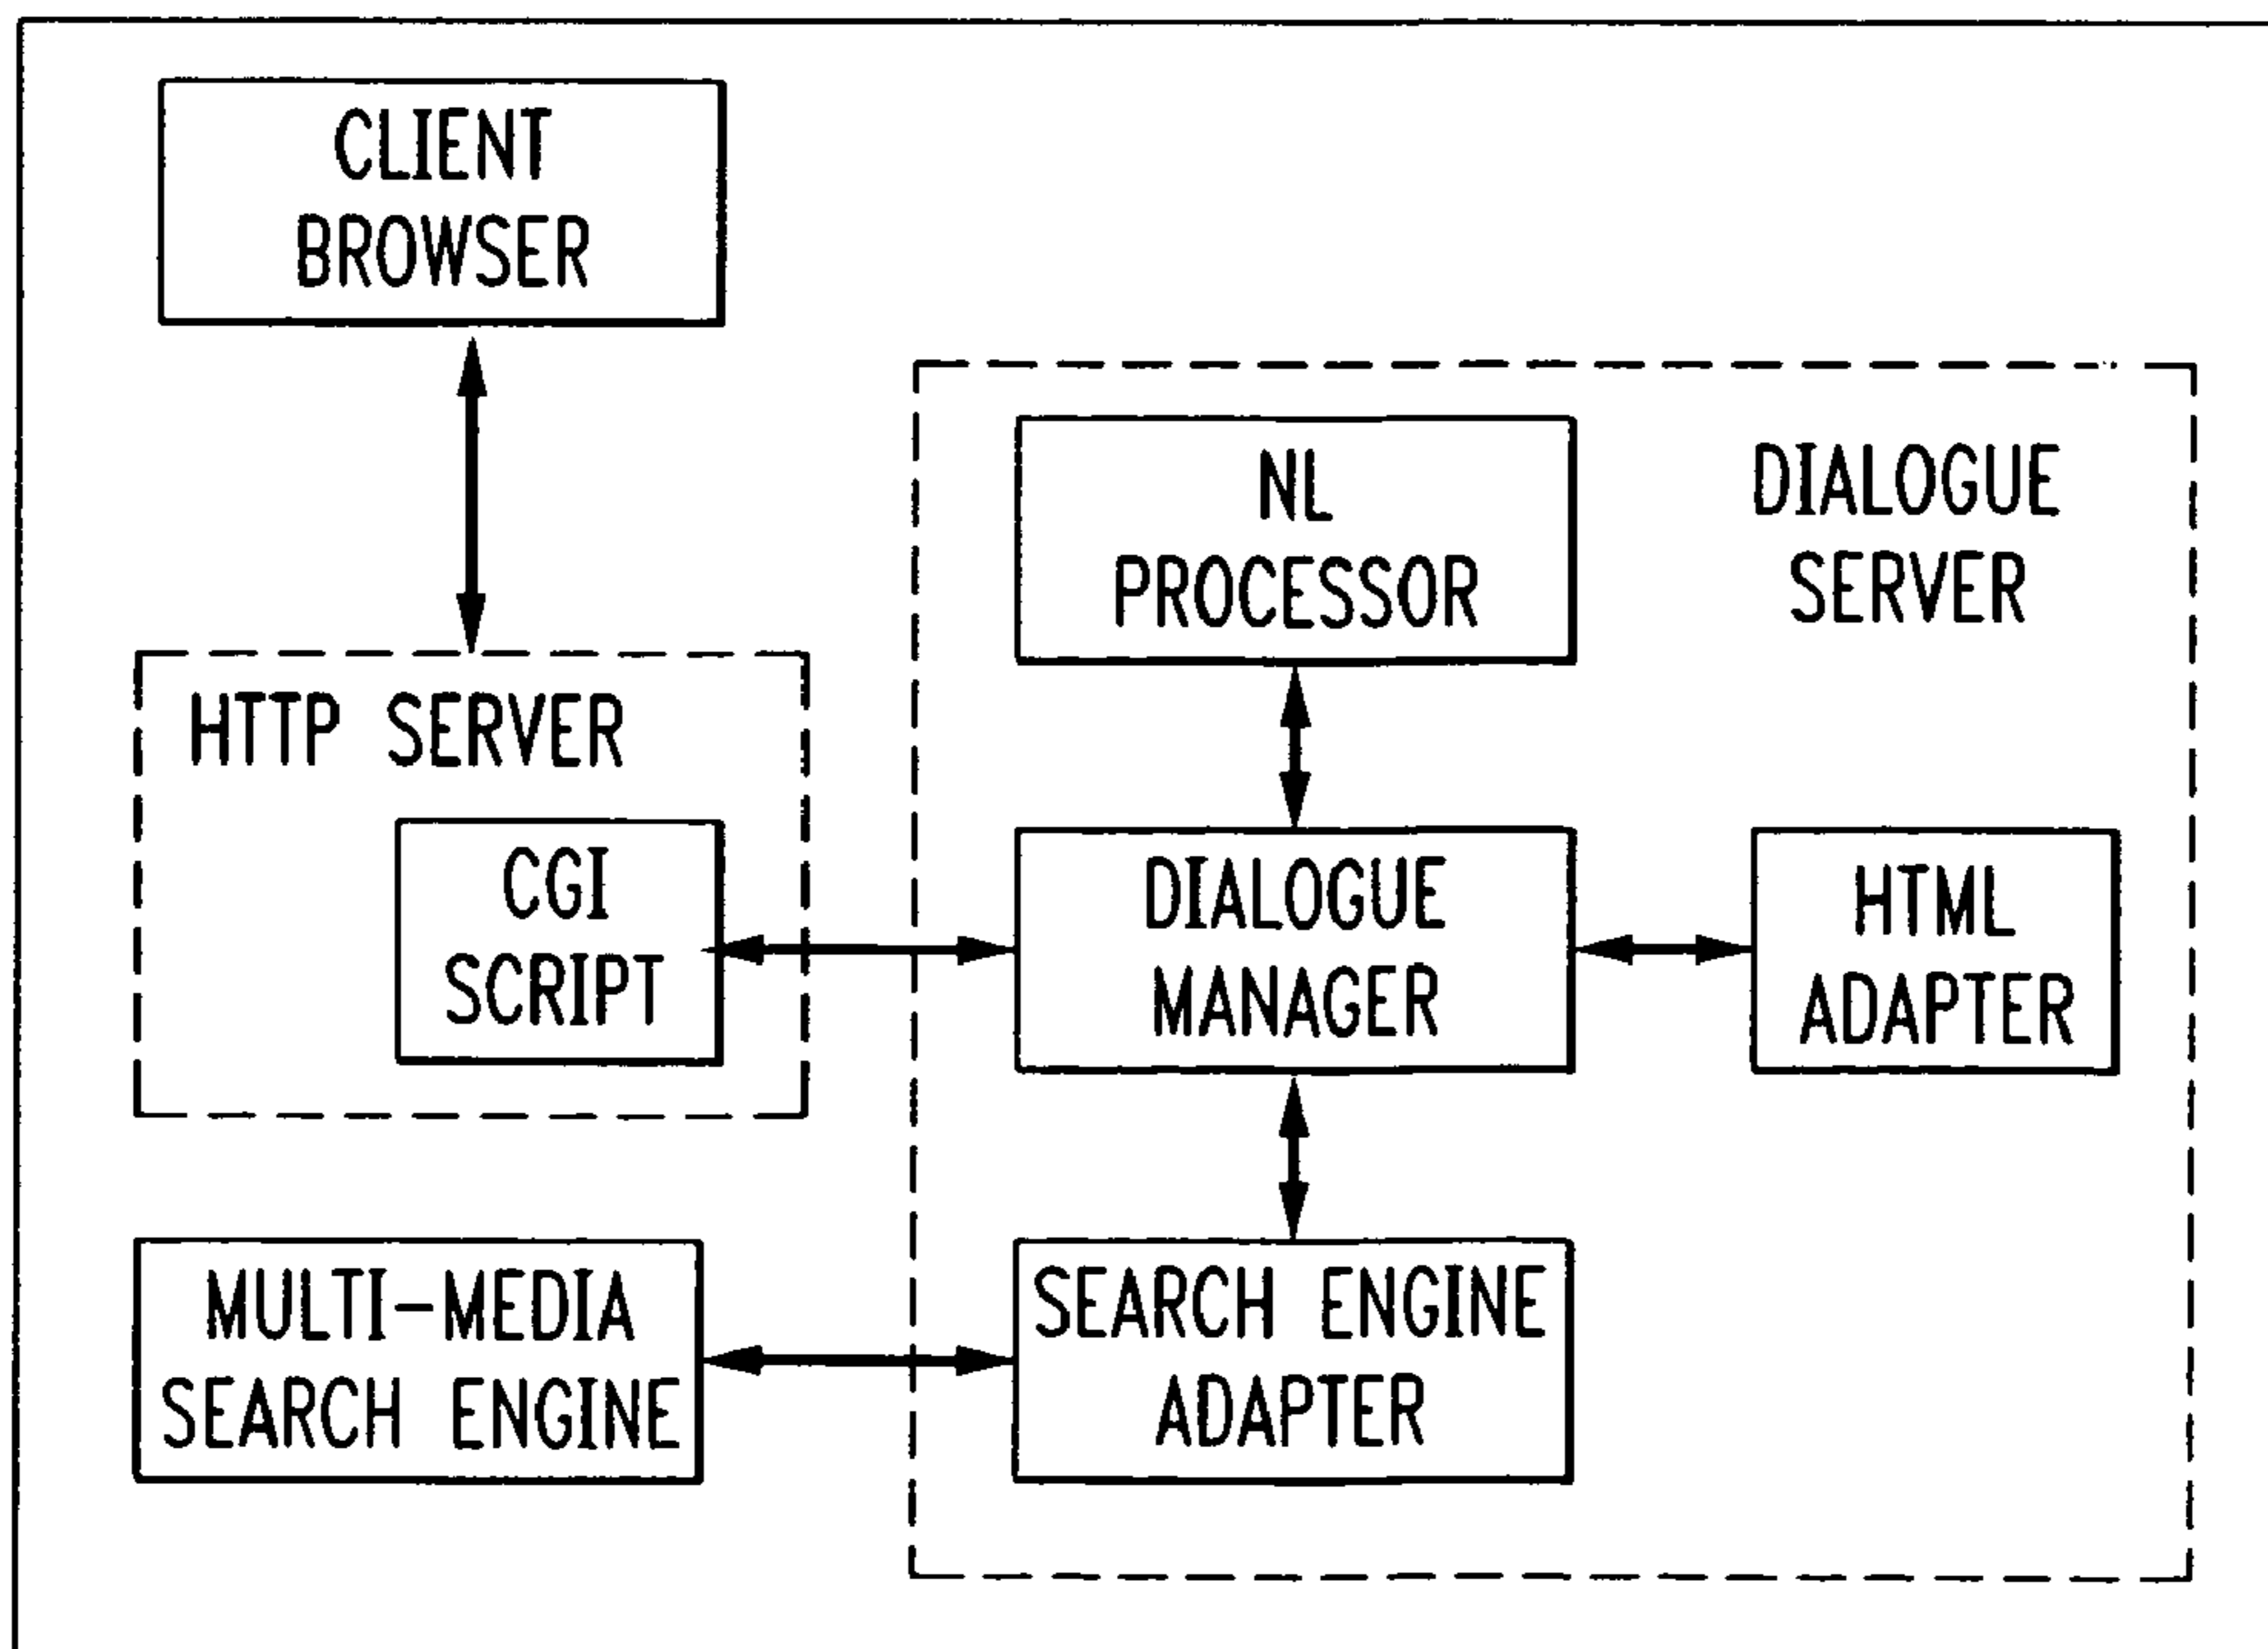 CLIENT
BROWSER
NL
PROCESSOR
DIALOGUE
SERVER
HTTP SERVER
CGI
SCRIPT
DIALOGUE
MANAGER
HTML
ADAPTER
MULTI-MEDIA
SEARCH ENGINE
SEARCH ENGINE
ADAPTER